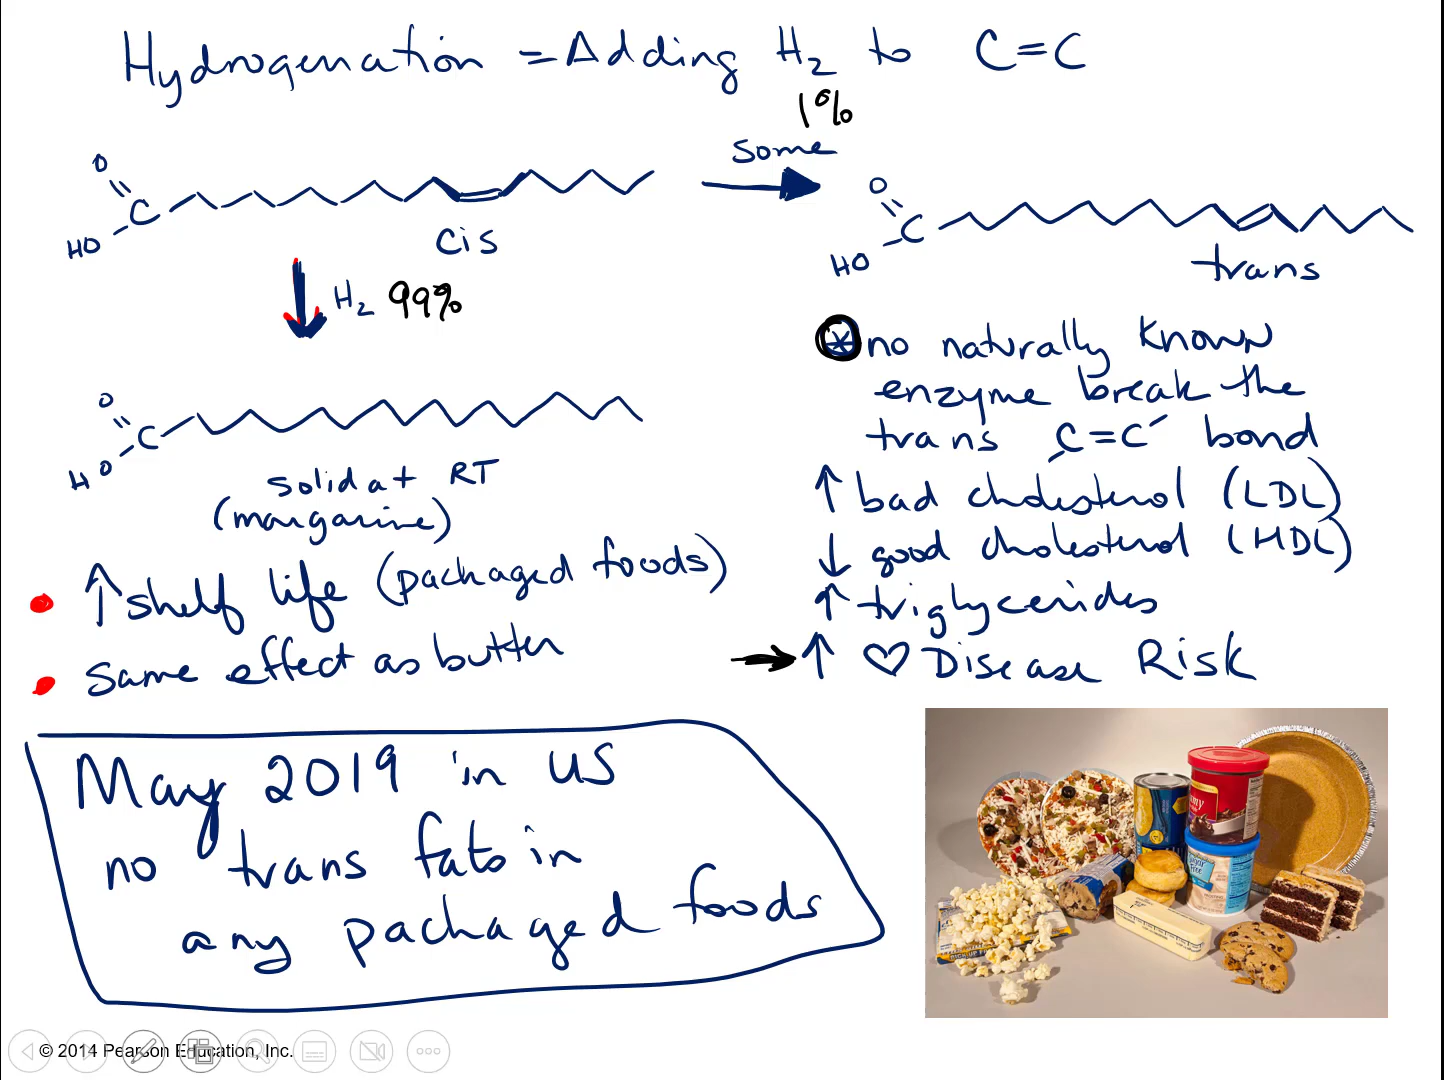 Hydrogenation = Adding H2 to C=C
1%
some
O
C
HO
cis
O
C
HO
trans
H2 99%
O
C
HO
solid at RT
(margarine)
↑ shelf life (packaged foods)
same effect as butter
no naturally known
enzyme break the
trans C=C bond
↑ bad cholesterol (LDL)
↓ good cholesterol (HDL)
↑ triglycerides
→ ↑ ♡ Disease Risk
May 2019 in US
no trans fats in
any packaged foods
© 2014 Pearson Education, Inc.